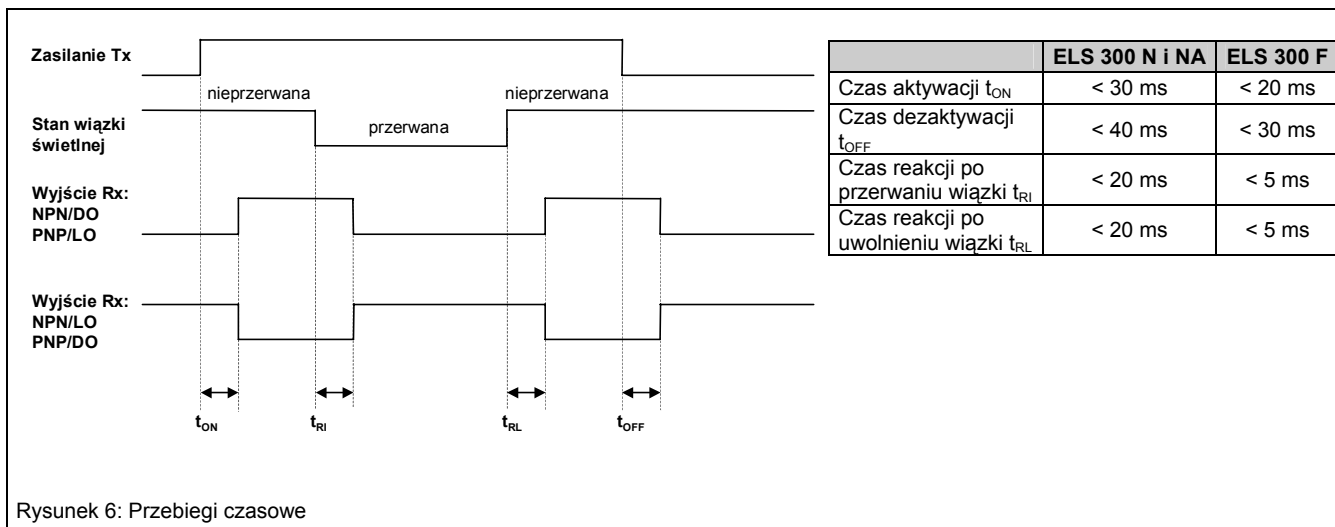 Zasilanie Tx
nieprzerwana
nieprzerwana
Stan wiązki
świetlnej
przerwana
Wyjście Rx:
NPN/DO
PNP/LO
Wyjście Rx:
NPN/LO
PNP/DO
tON
tRI
tRL
tOFF
ELS 300 N i NA ELS 300 F
Czas aktywacji tON < 30 ms < 20 ms
Czas dezaktywacji
tOFF < 40 ms < 30 ms
Czas reakcji po
przerwaniu wiązki tRI < 20 ms < 5 ms
Czas reakcji po
uwolnieniu wiązki tRL < 20 ms < 5 ms
Rysunek 6: Przebiegi czasowe